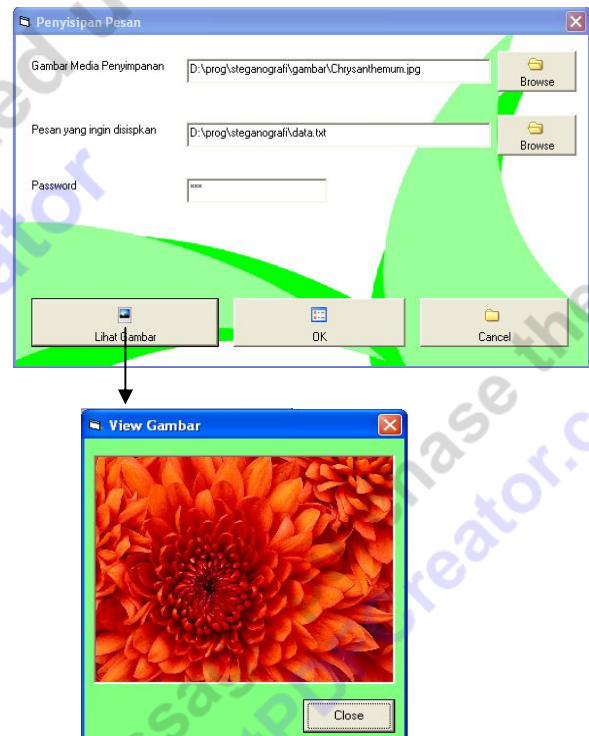 Penyisipan Pesan
Gambar Media Penyimpanan
D:\prog\steganografi\gambar\Chrysanthemum.jpg
Browse
Pesan yang ingin disispkan
D:\prog\steganografi\data.txt
Browse
Password
×××
Lihat Gambar
OK
Cancel
View Gambar
Close